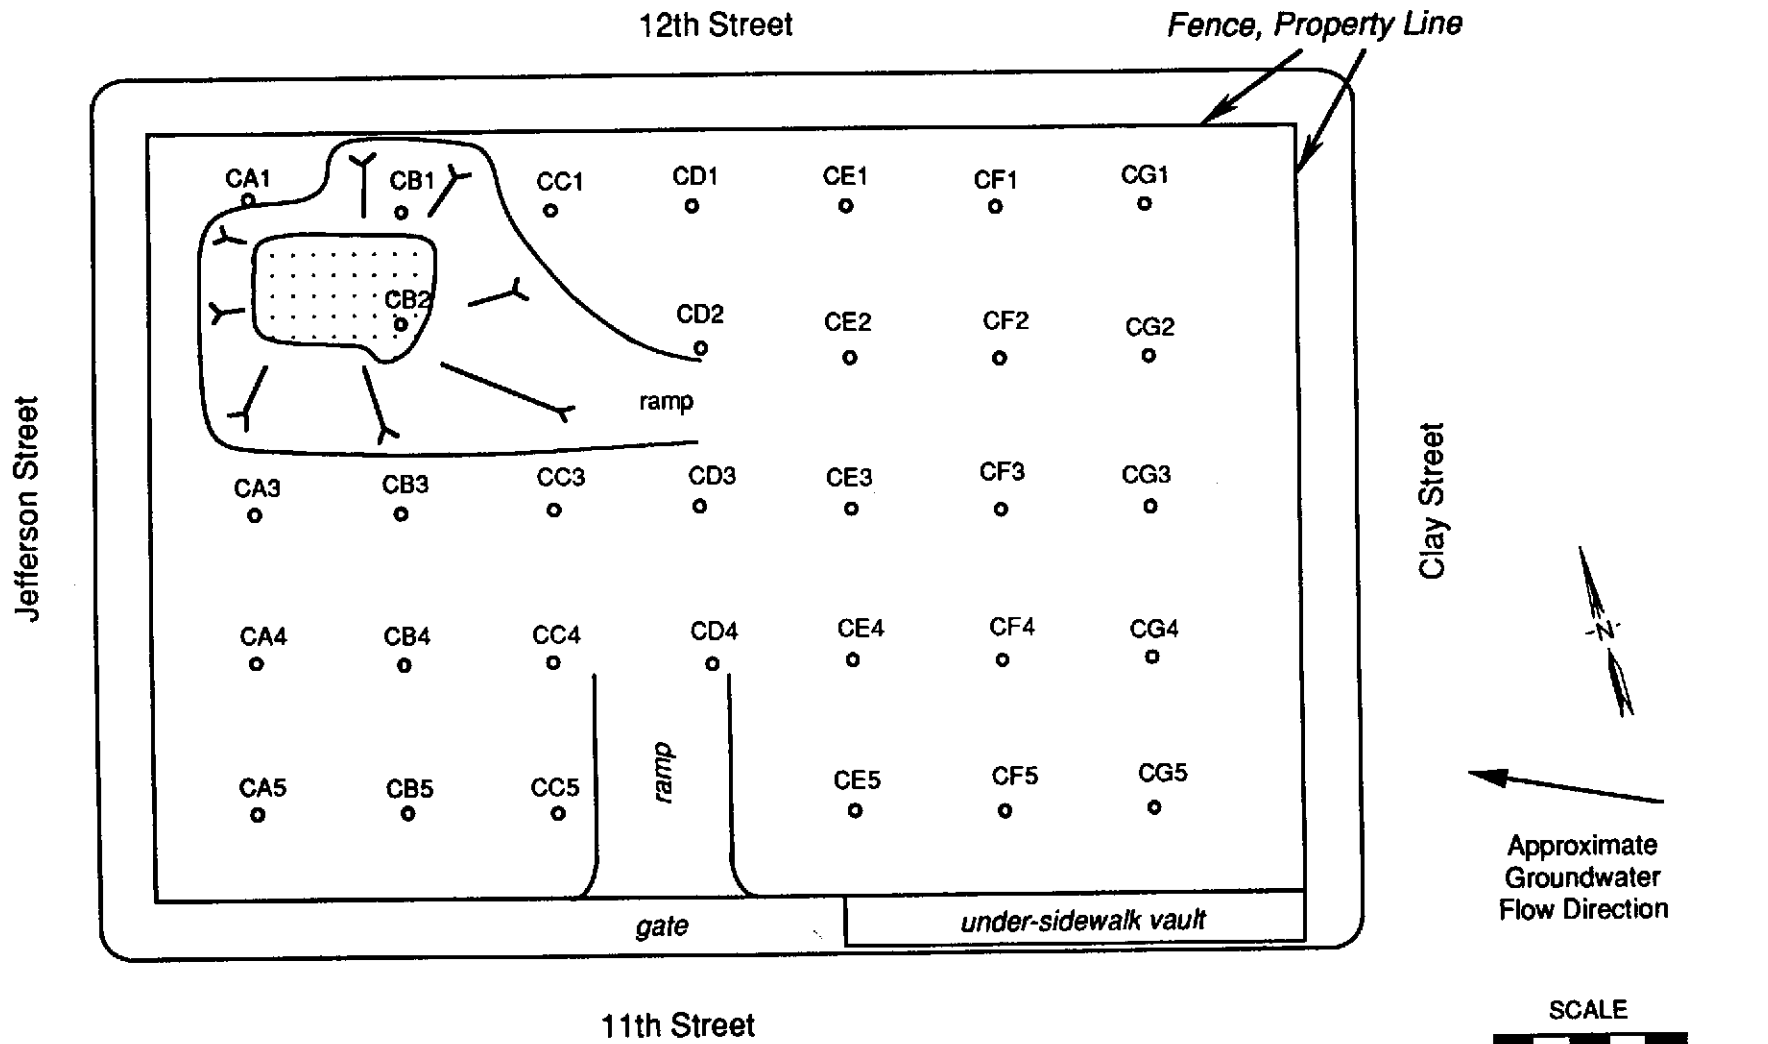 12th Street
Fence, Property Line
CA1
CB1
CC1
CD1
CE1
CF1
CG1
CB2
CD2
CE2
CF2
CG2
ramp
Jefferson Street
Clay Street
CA3
CB3
CC3
CD3
CE3
CF3
CG3
N
CA4
CB4
CC4
CD4
CE4
CF4
CG4
ramp
CA5
CB5
CC5
CE5
CF5
CG5
Approximate
Groundwater
Flow Direction
gate
under-sidewalk vault
11th Street
SCALE